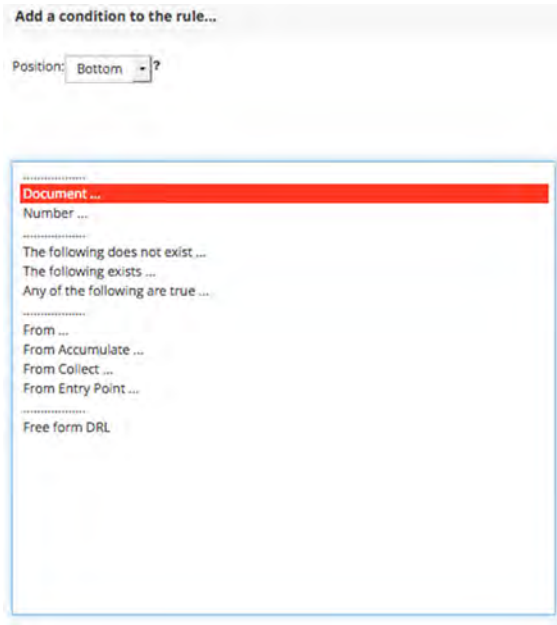 Add a condition to the rule...
Position: Bottom ?
..................
Document ...
Number ...
..................
The following does not exist ...
The following exists ...
Any of the following are true ...
..................
From ...
From Accumulate ...
From Collect ...
From Entry Point ...
..................
Free form DRL